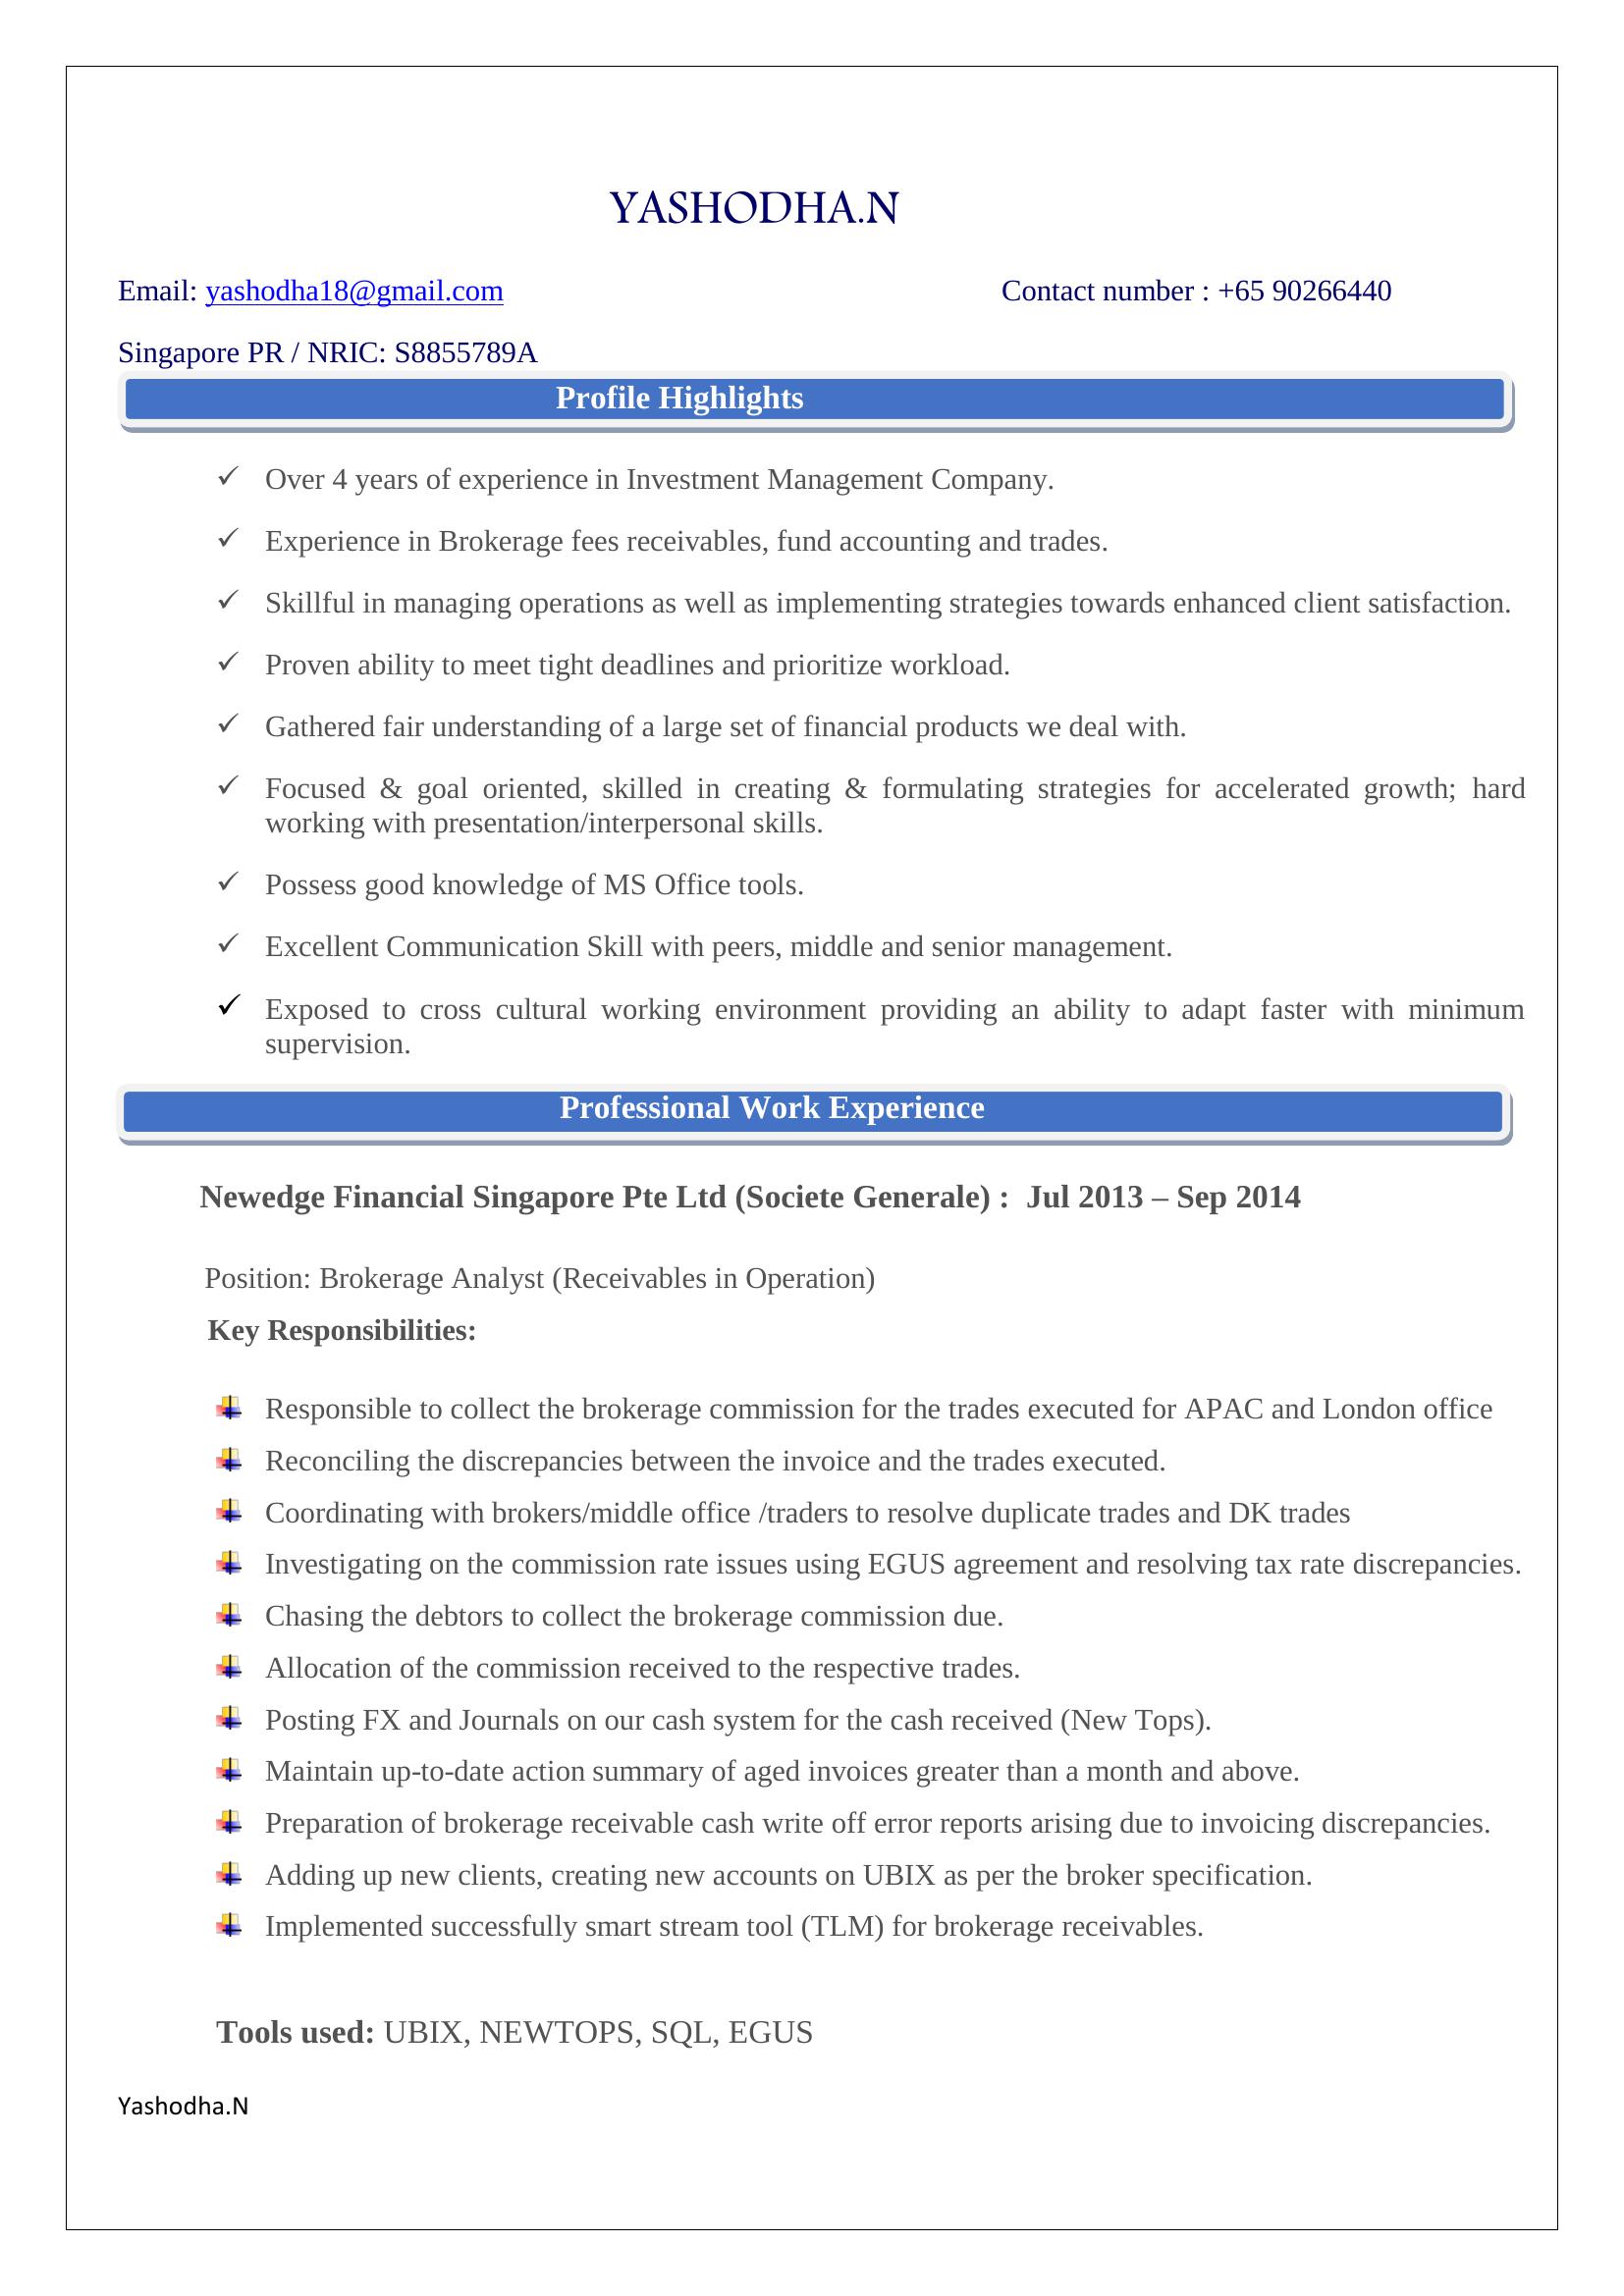 YASHODHA.N
Email: yashodha18@gmail.com Contact number : +65 90266440
Singapore PR / NRIC: S8855789A
Profile Highlights
✓ Over 4 years of experience in Investment Management Company.
✓ Experience in Brokerage fees receivables, fund accounting and trades.
✓ Skillful in managing operations as well as implementing strategies towards enhanced client satisfaction.
✓ Proven ability to meet tight deadlines and prioritize workload.
✓ Gathered fair understanding of a large set of financial products we deal with.
✓ Focused & goal oriented, skilled in creating & formulating strategies for accelerated growth; hard
working with presentation/interpersonal skills.
✓ Possess good knowledge of MS Office tools.
✓ Excellent Communication Skill with peers, middle and senior management.
✓ Exposed to cross cultural working environment providing an ability to adapt faster with minimum
supervision.
Professional Work Experience
Newedge Financial Singapore Pte Ltd (Societe Generale) : Jul 2013 – Sep 2014
Position: Brokerage Analyst (Receivables in Operation)
Key Responsibilities:
Responsible to collect the brokerage commission for the trades executed for APAC and London office
Reconciling the discrepancies between the invoice and the trades executed.
Coordinating with brokers/middle office /traders to resolve duplicate trades and DK trades
Investigating on the commission rate issues using EGUS agreement and resolving tax rate discrepancies.
Chasing the debtors to collect the brokerage commission due.
Allocation of the commission received to the respective trades.
Posting FX and Journals on our cash system for the cash received (New Tops).
Maintain up-to-date action summary of aged invoices greater than a month and above.
Preparation of brokerage receivable cash write off error reports arising due to invoicing discrepancies.
Adding up new clients, creating new accounts on UBIX as per the broker specification.
Implemented successfully smart stream tool (TLM) for brokerage receivables.
Tools used: UBIX, NEWTOPS, SQL, EGUS
Yashodha.N